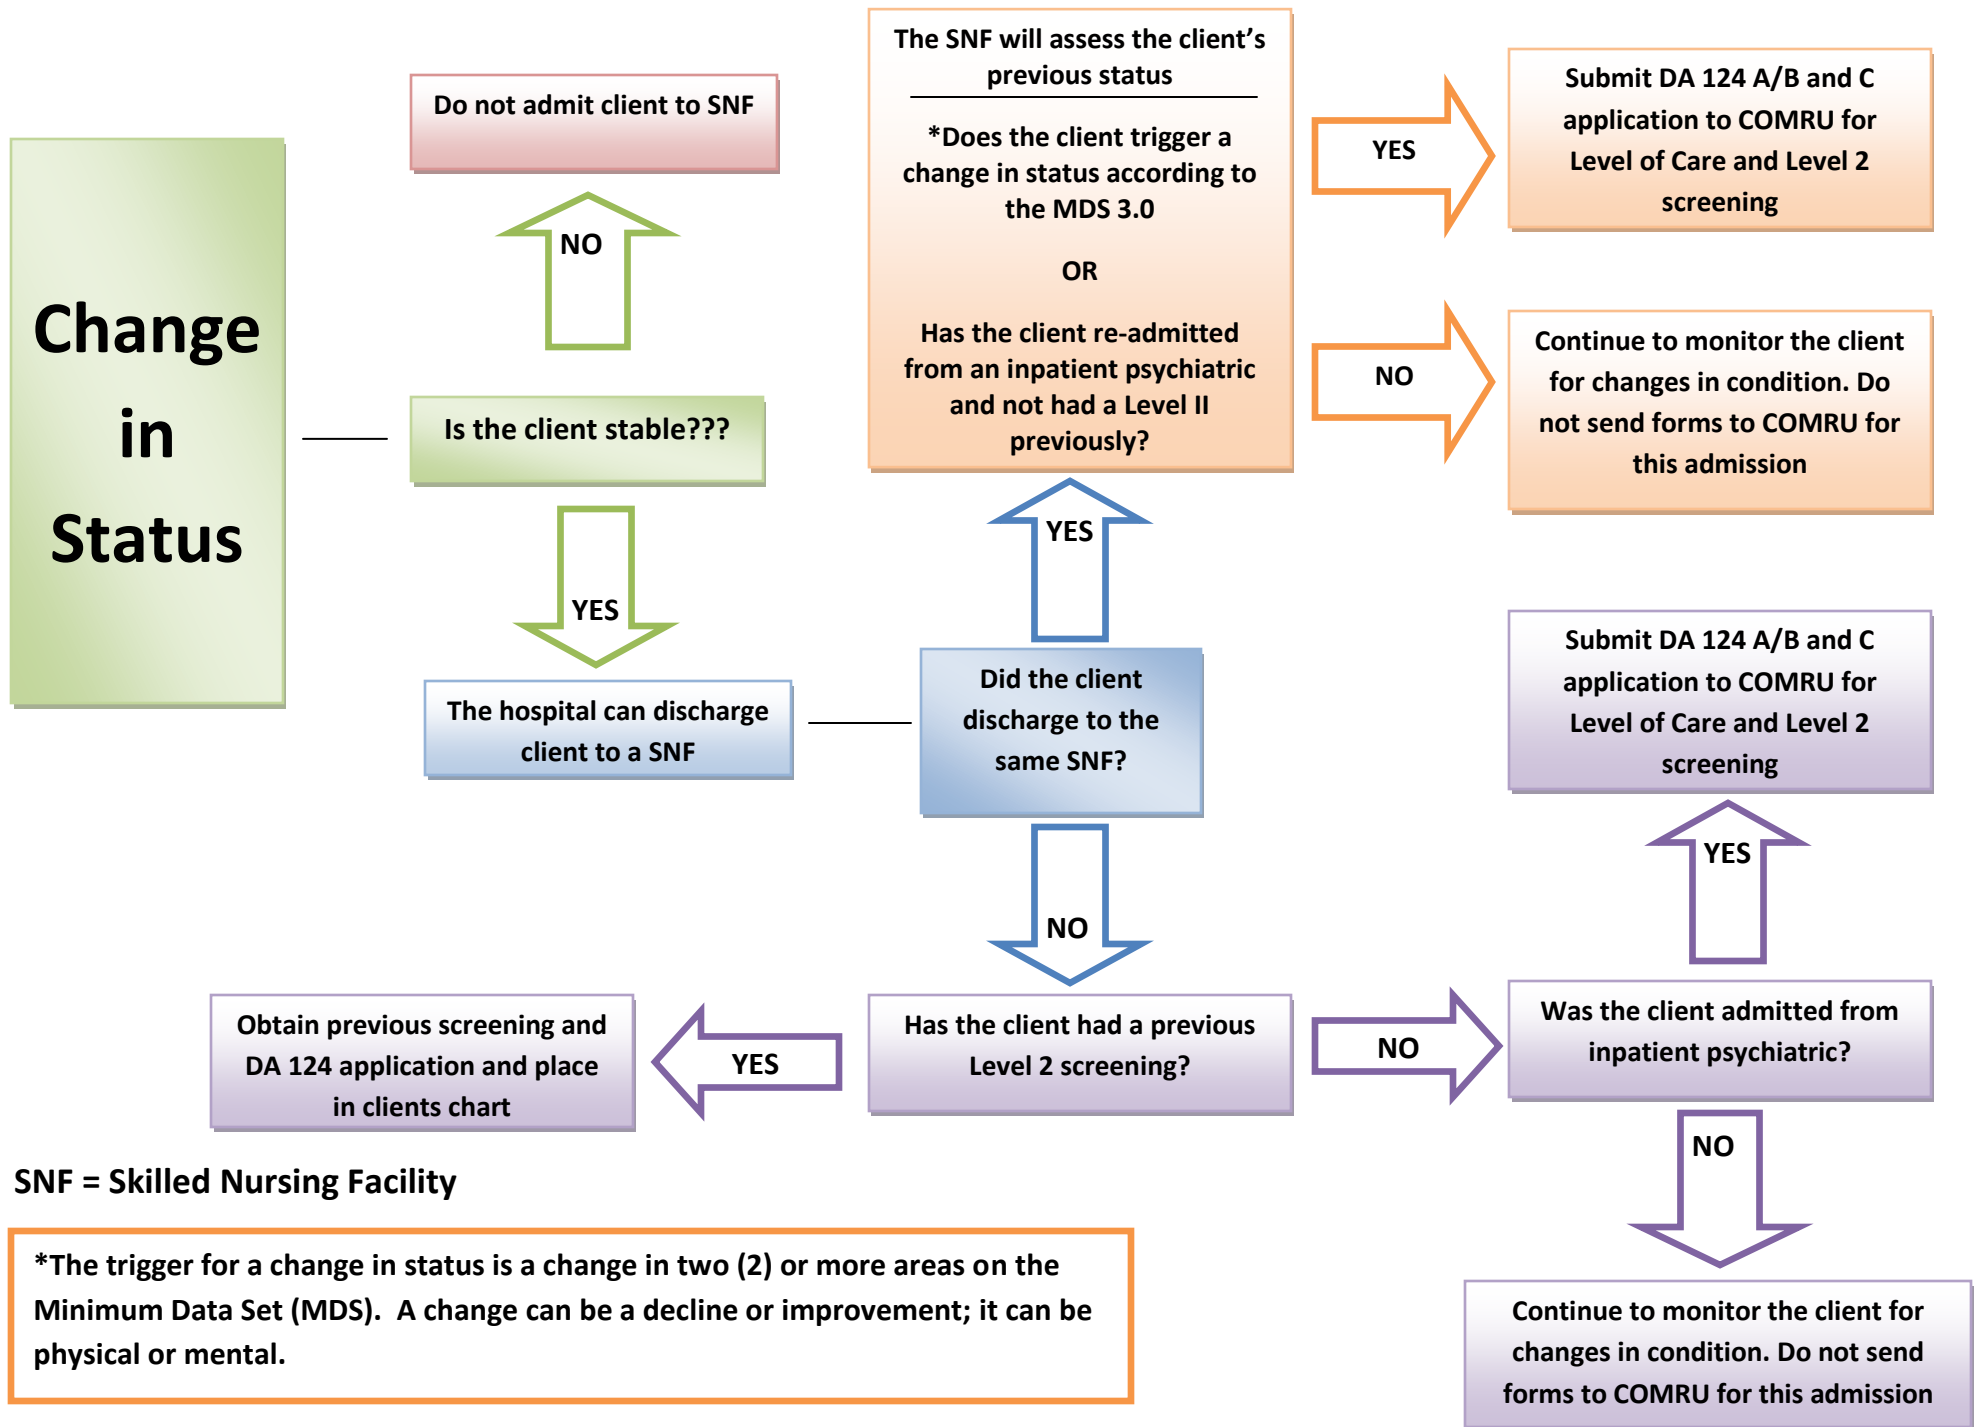 Change
in
Status
Do not admit client to SNF
NO
Is the client stable???
YES
The hospital can discharge
client to a SNF
The SNF will assess the client’s
previous status
*Does the client trigger a
change in status according to
the MDS 3.0
OR
Has the client re-admitted
from an inpatient psychiatric
and not had a Level II
previously?
YES
Submit DA 124 A/B and C
application to COMRU for
Level of Care and Level 2
screening
NO
Continue to monitor the client
for changes in condition. Do
not send forms to COMRU for
this admission
YES
Did the client
discharge to the
same SNF?
NO
Has the client had a previous
Level 2 screening?
YES
Obtain previous screening and
DA 124 application and place
in clients chart
NO
Was the client admitted from
inpatient psychiatric?
YES
Submit DA 124 A/B and C
application to COMRU for
Level of Care and Level 2
screening
NO
Continue to monitor the client for
changes in condition. Do not send
forms to COMRU for this admission
SNF = Skilled Nursing Facility
*The trigger for a change in status is a change in two (2) or more areas on the
Minimum Data Set (MDS).  A change can be a decline or improvement; it can be
physical or mental.